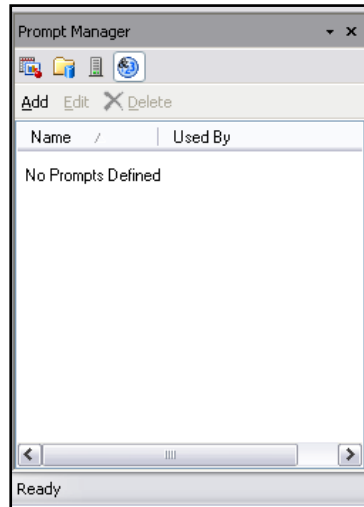 Prompt Manager
Add Edit Delete
Name / Used By
No Prompts Defined
Ready